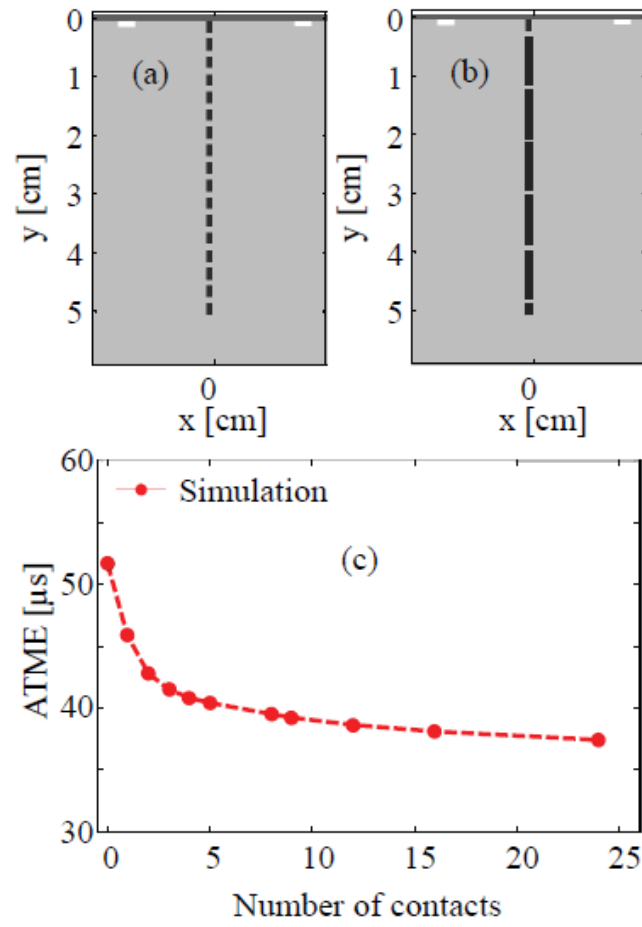 0
1
2
3
4
5
y [cm]
(a)
0
x [cm]
0
1
2
3
4
5
y [cm]
(b)
0
x [cm]
60
50
40
30
ATME [µs]
Simulation
(c)
0 5 10 15 20 25
Number of contacts